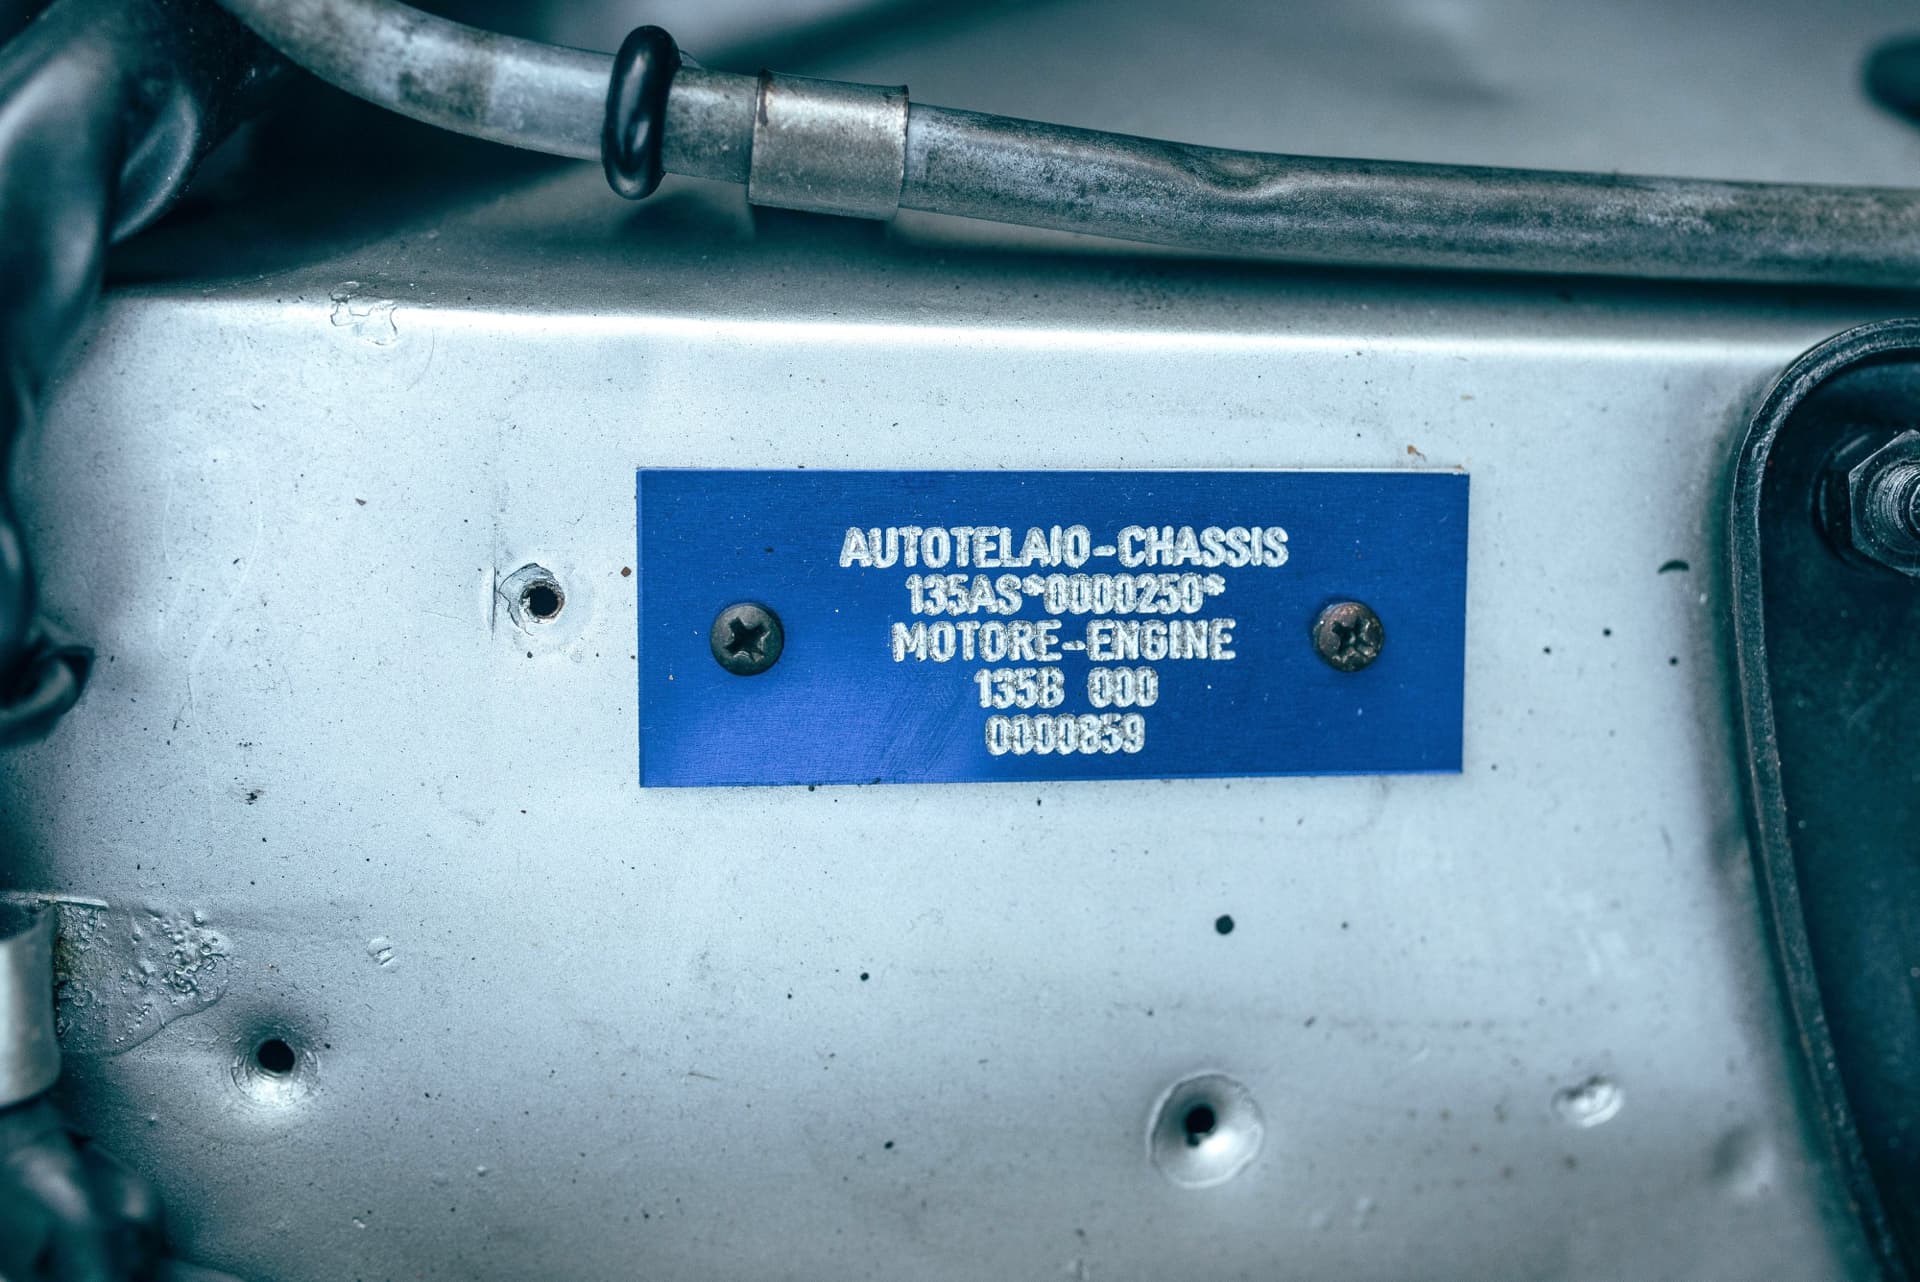 AUTOTELAIO-CHASSIS
135AS*0000250*
MOTORE-ENGINE
135B 000
0000859